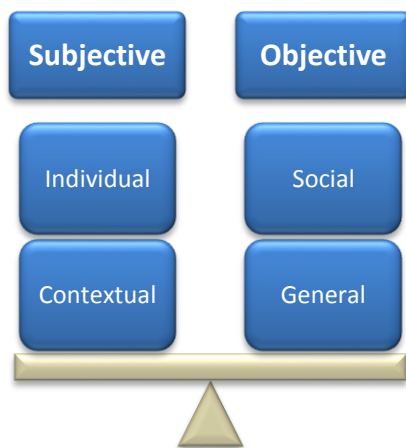 Subjective
Objective
Individual
Social
Contextual
General